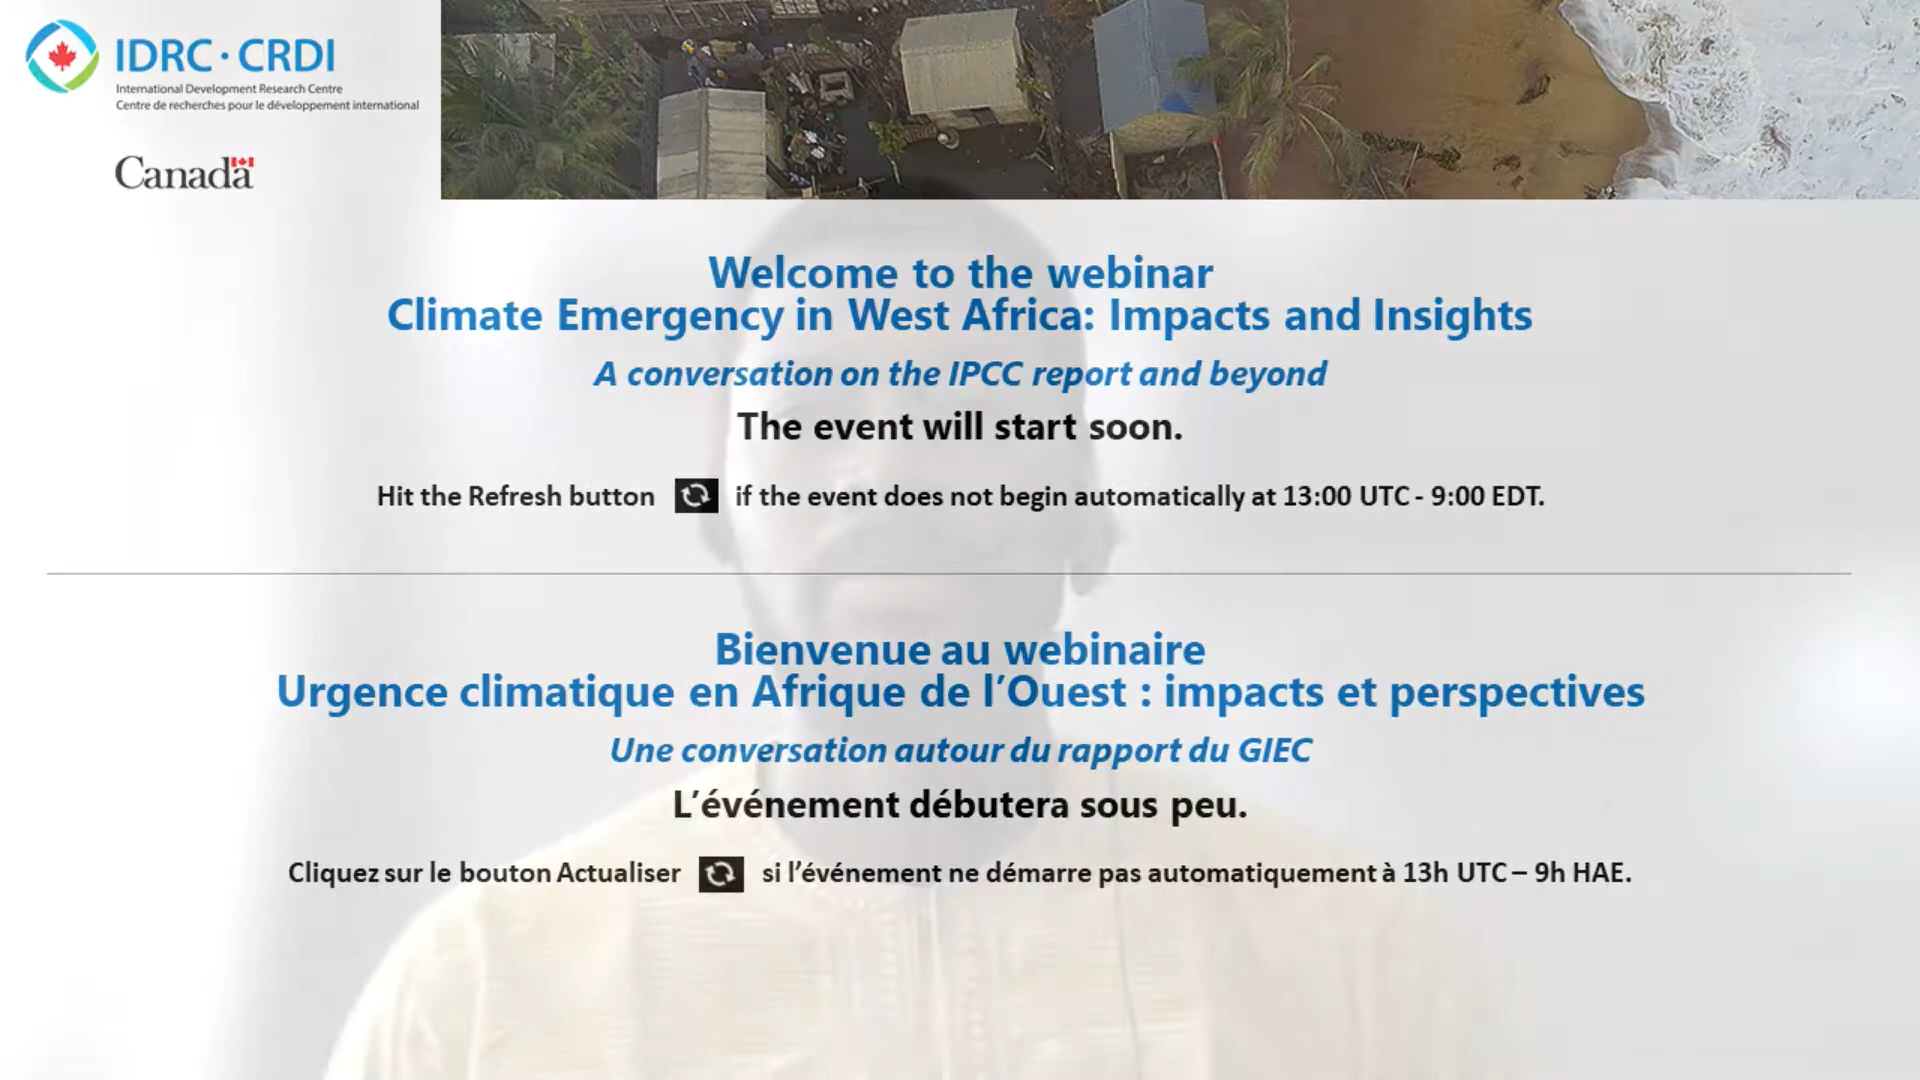 IDRC · CRDI
International Development Research Centre
Centre de recherches pour le développement international
Canada
Welcome to the webinar
Climate Emergency in West Africa: Impacts and Insights
A conversation on the IPCC report and beyond
The event will start soon.
Hit the Refresh button if the event does not begin automatically at 13:00 UTC - 9:00 EDT.
Bienvenue au webinaire
Urgence climatique en Afrique de l’Ouest : impacts et perspectives
Une conversation autour du rapport du GIEC
L’événement débutera sous peu.
Cliquez sur le bouton Actualiser si l’événement ne démarre pas automatiquement à 13h UTC – 9h HAE.